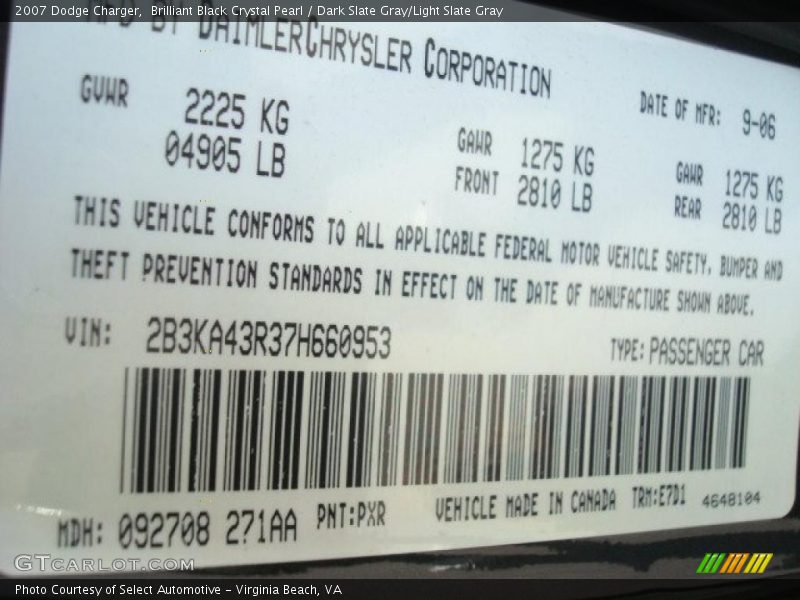 2007 Dodge Charger, Brilliant Black Crystal Pearl / Dark Slate Gray/Light Slate Gray
MFD BY DAIMLERCHRYSLER CORPORATION
DATE OF MFR: 9-06
GVWR 2225 KG
04905 LB
GAWR 1275 KG
FRONT 2810 LB
GAWR 1275 KG
REAR 2810 LB
THIS VEHICLE CONFORMS TO ALL APPLICABLE FEDERAL MOTOR VEHICLE SAFETY, BUMPER AND
THEFT PREVENTION STANDARDS IN EFFECT ON THE DATE OF MANUFACTURE SHOWN ABOVE.
VIN: 2B3KA43R37H660953
TYPE: PASSENGER CAR
MDH: 092708 271AA PNT:PXR VEHICLE MADE IN CANADA TRM:E7D1 4648104
GTCARLOT.COM
Photo Courtesy of Select Automotive - Virginia Beach, VA